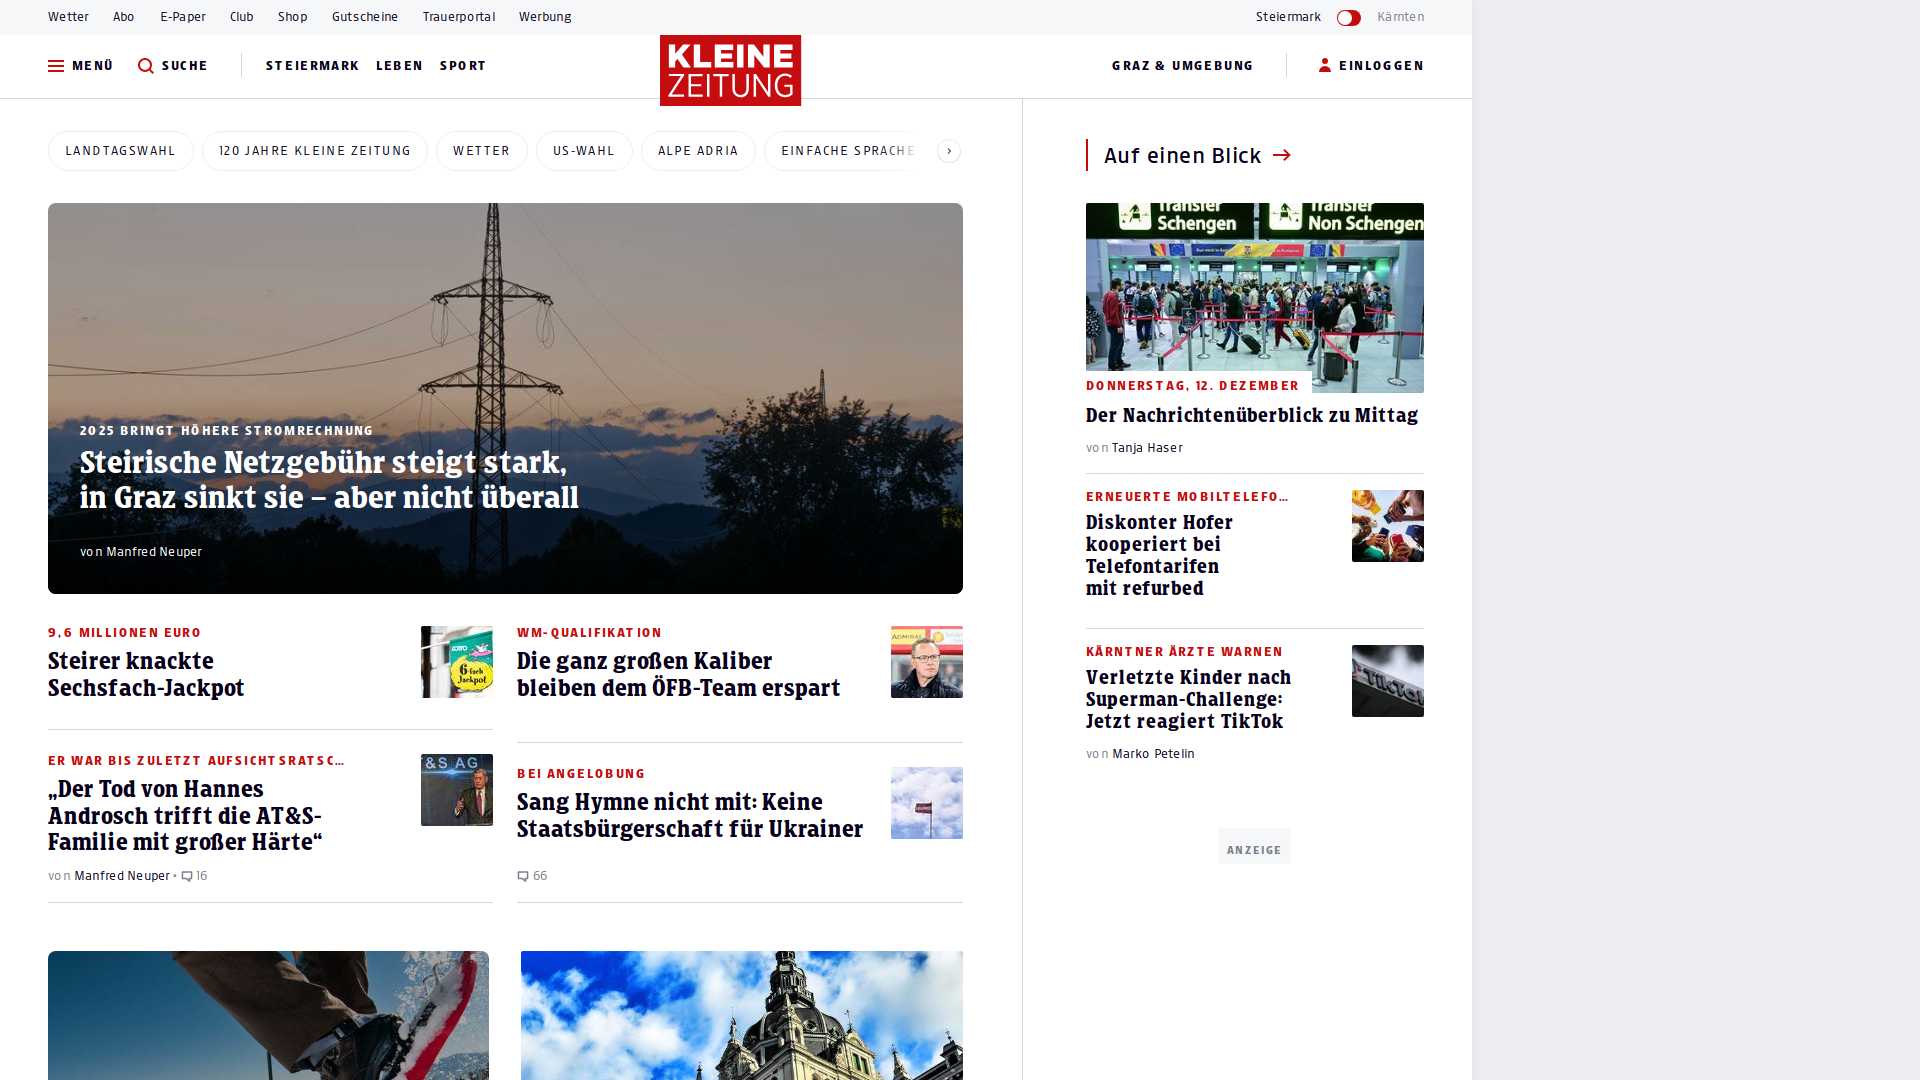 Wetter Abo E-Paper Club Shop Gutscheine Trauerportal Werbung Steiermark Kärnten
MENÜ SUCHE STEIERMARK LEBEN SPORT KLEINE ZEITUNG GRAZ & UMGEBUNG EINLOGGEN
LANDTAGSWAHL 120 JAHRE KLEINE ZEITUNG WETTER US-WAHL ALPE ADRIA EINFACHE SPRACHE
2025 BRINGT HÖHERE STROMRECHNUNG
Steirische Netzgebühr steigt stark,
in Graz sinkt sie – aber nicht überall
von Manfred Neuper
9,6 MILLIONEN EURO
Steirer knackte
Sechsfach-Jackpot
LOTTO
6-fach
Jackpot
WM-QUALIFIKATION
Die ganz großen Kaliber
bleiben dem ÖFB-Team erspart
ADMIRAL
ER WAR BIS ZULETZT AUFSICHTSRATSC…
„Der Tod von Hannes
Androsch trifft die AT&S-
Familie mit großer Härte“
von Manfred Neuper • 16
T&S AG
BEI ANGELOBUNG
Sang Hymne nicht mit: Keine
Staatsbürgerschaft für Ukrainer
66
Auf einen Blick
Transfer
Schengen
Transfer
Non Schengen
DONNERSTAG, 12. DEZEMBER
Der Nachrichtenüberblick zu Mittag
von Tanja Haser
ERNEUERTE MOBILTELEFO…
Diskonter Hofer
kooperiert bei
Telefontarifen
mit refurbed
KÄRNTNER ÄRZTE WARNEN
Verletzte Kinder nach
Superman-Challenge:
Jetzt reagiert TikTok
von Marko Petelin
TikTok
ANZEIGE